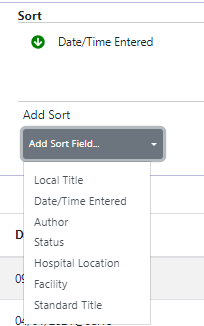 Sort
Date/Time Entered
Add Sort
Add Sort Field...
Local Title
Date/Time Entered
Author
Status
Hospital Location
Facility
Standard Title